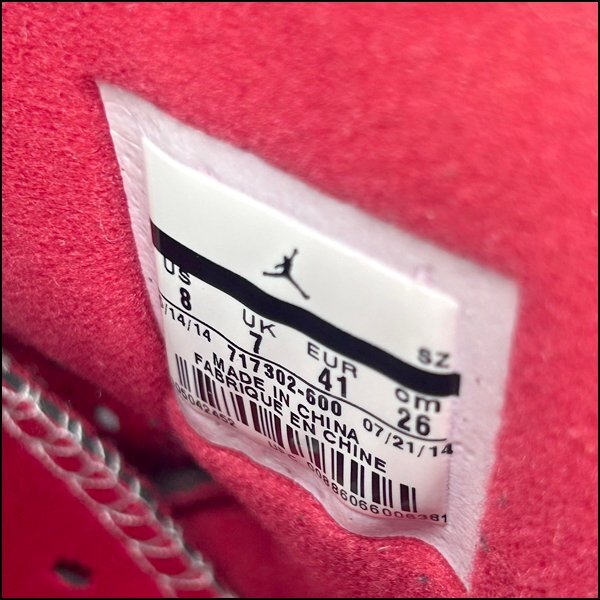 US UK EUR SZ cm
8 7 41 26
/14/14 717302-600 07/21/14
MADE IN CHINA
FABRIQUE EN CHINE